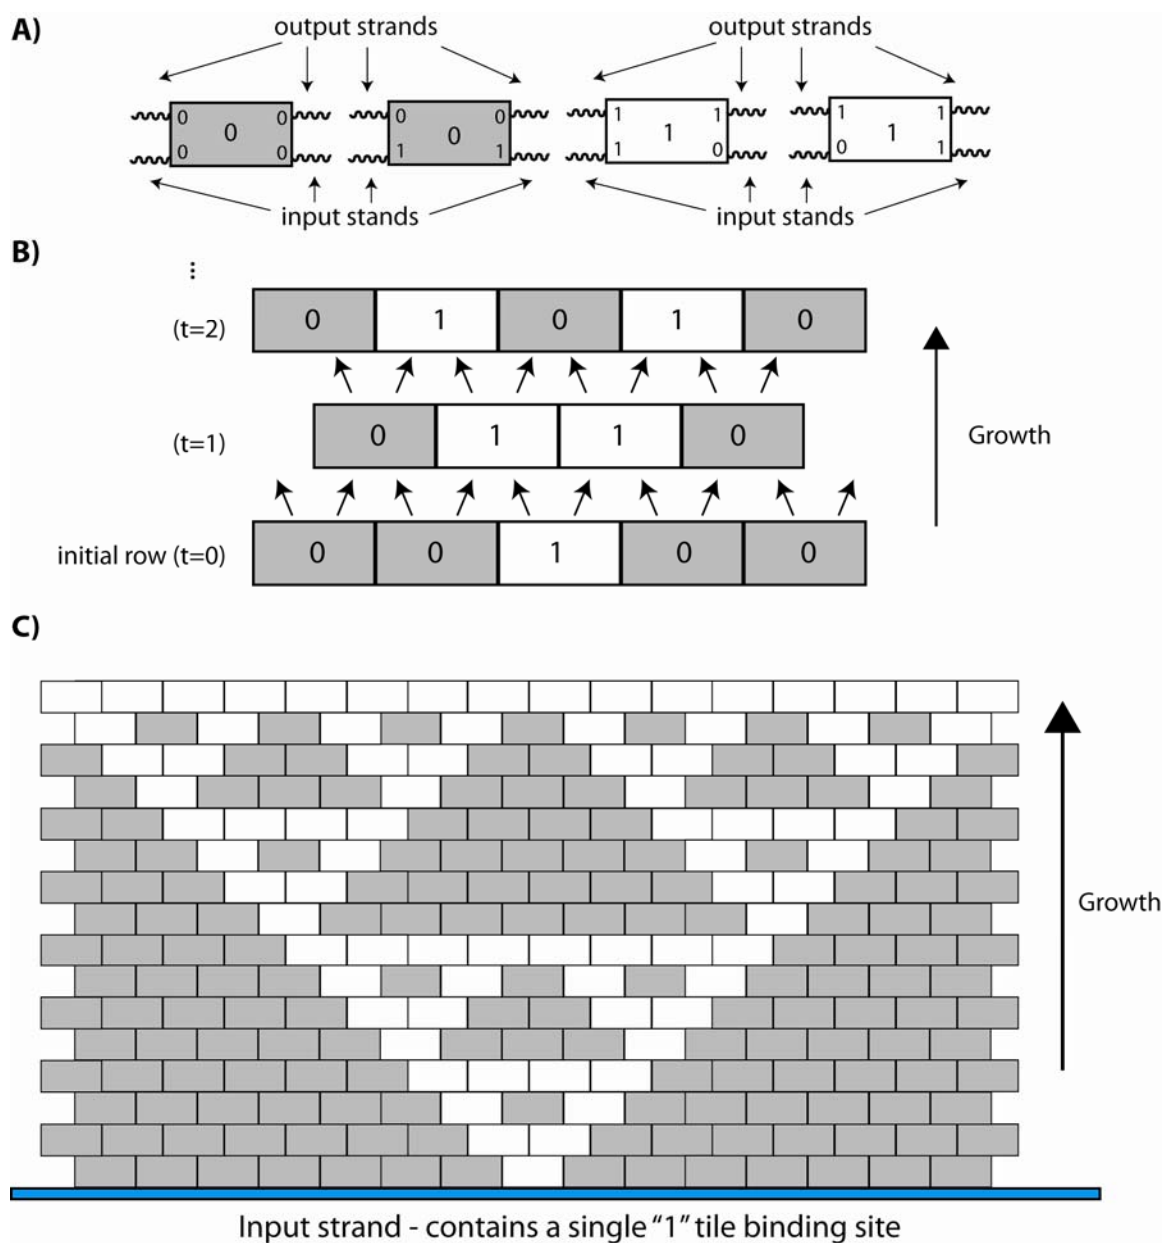 A)
output strands output strands
0 0 0 0 1 1 1 1
0 0 1 1
0 0 1 1 1 0 0 1
input stands input stands
B)
⋮
(t=2) 0 1 0 1 0
(t=1) 0 1 1 0
Growth
initial row (t=0) 0 0 1 0 0
C)
Growth
Input strand - contains a single “1” tile binding site